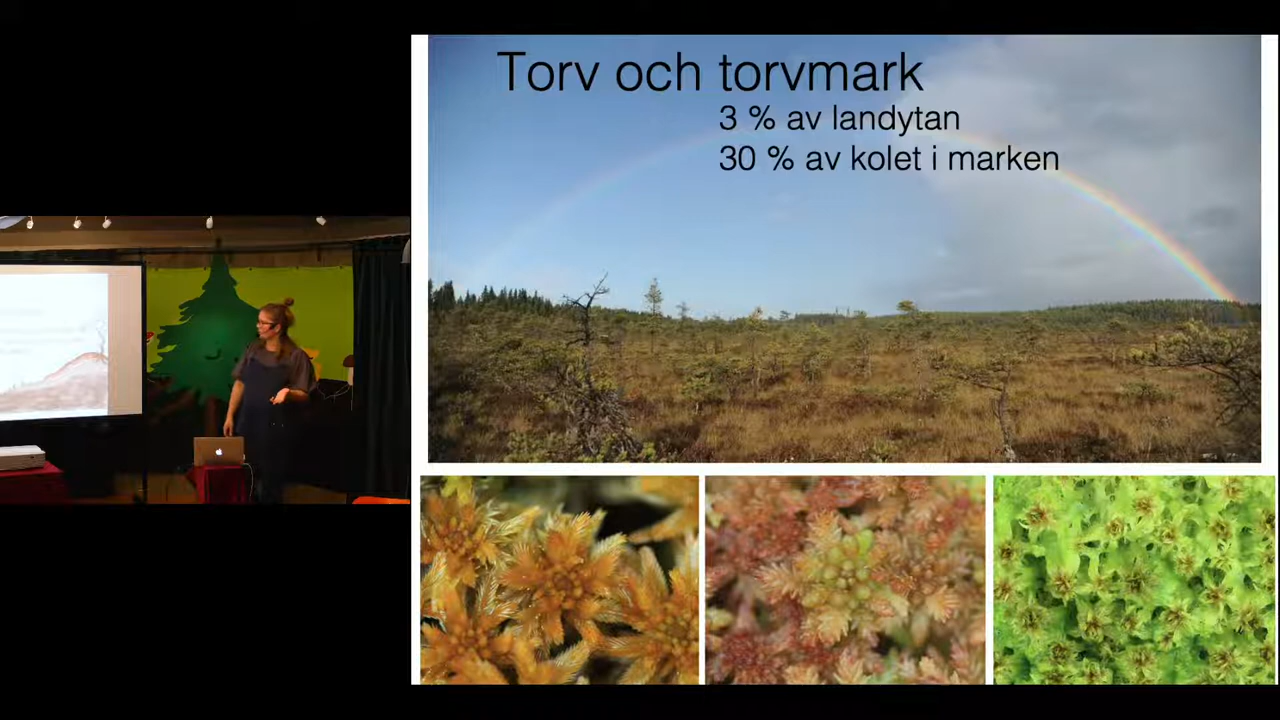 Torv och torvmark
3 % av landytan
30 % av kolet i marken